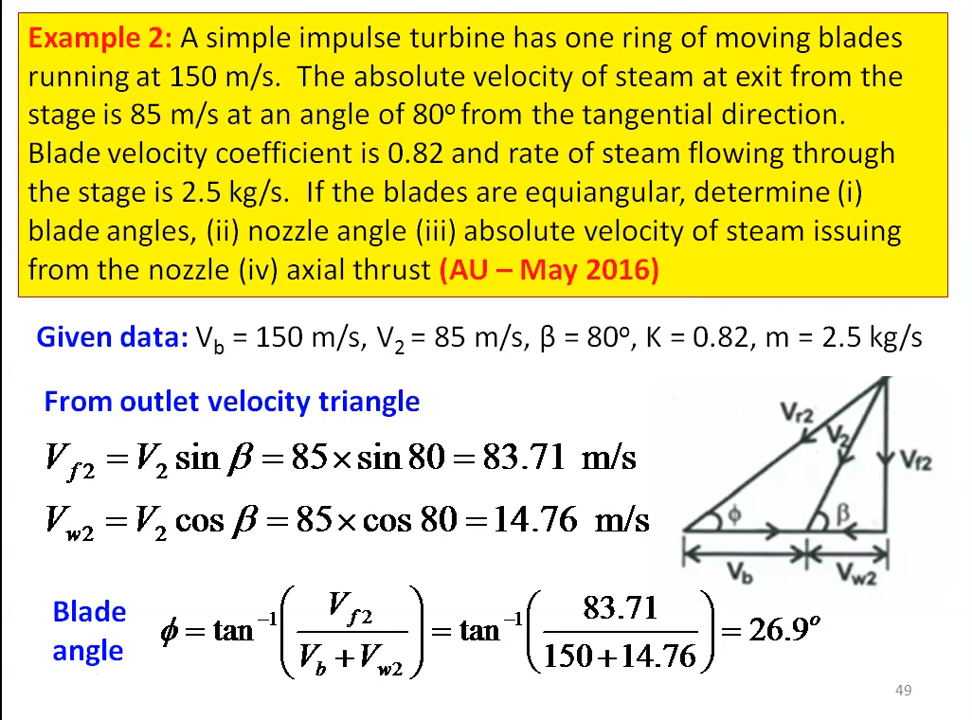 Example 2: A simple impulse turbine has one ring of moving blades
running at 150 m/s. The absolute velocity of steam at exit from the
stage is 85 m/s at an angle of 80º from the tangential direction.
Blade velocity coefficient is 0.82 and rate of steam flowing through
the stage is 2.5 kg/s. If the blades are equiangular, determine (i)
blade angles, (ii) nozzle angle (iii) absolute velocity of steam issuing
from the nozzle (iv) axial thrust (AU – May 2016)
Given data: V_b = 150 m/s, V_2 = 85 m/s, β = 80º, K = 0.82, m = 2.5 kg/s
From outlet velocity triangle
V_f2 = V_2 sin β = 85 × sin 80 = 83.71 m/s
V_w2 = V_2 cos β = 85 × cos 80 = 14.76 m/s
V_r2
V_2
V_f2
ϕ
β
V_b
V_w2
Blade
angle
ϕ = tan⁻¹(V_f2 / (V_b + V_w2)) = tan⁻¹(83.71 / (150 + 14.76)) = 26.9º
49